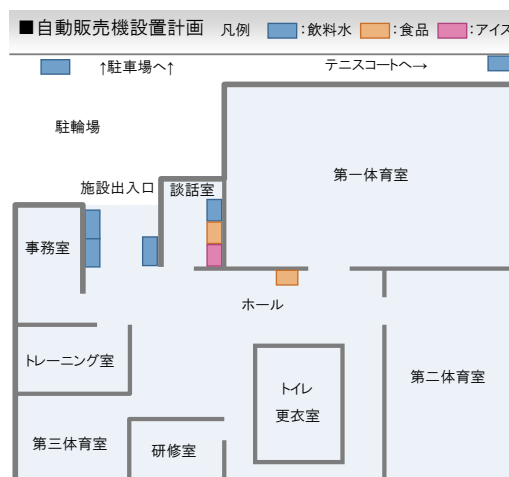 ■自動販売機設置計画 凡例 :飲料水 :食品 :アイス
↑駐車場へ↑ テニスコートへ→
駐輪場
施設出入口 談話室 第一体育室
事務室
ホール
トレーニング室
第二体育室
トイレ
更衣室
第三体育室 研修室